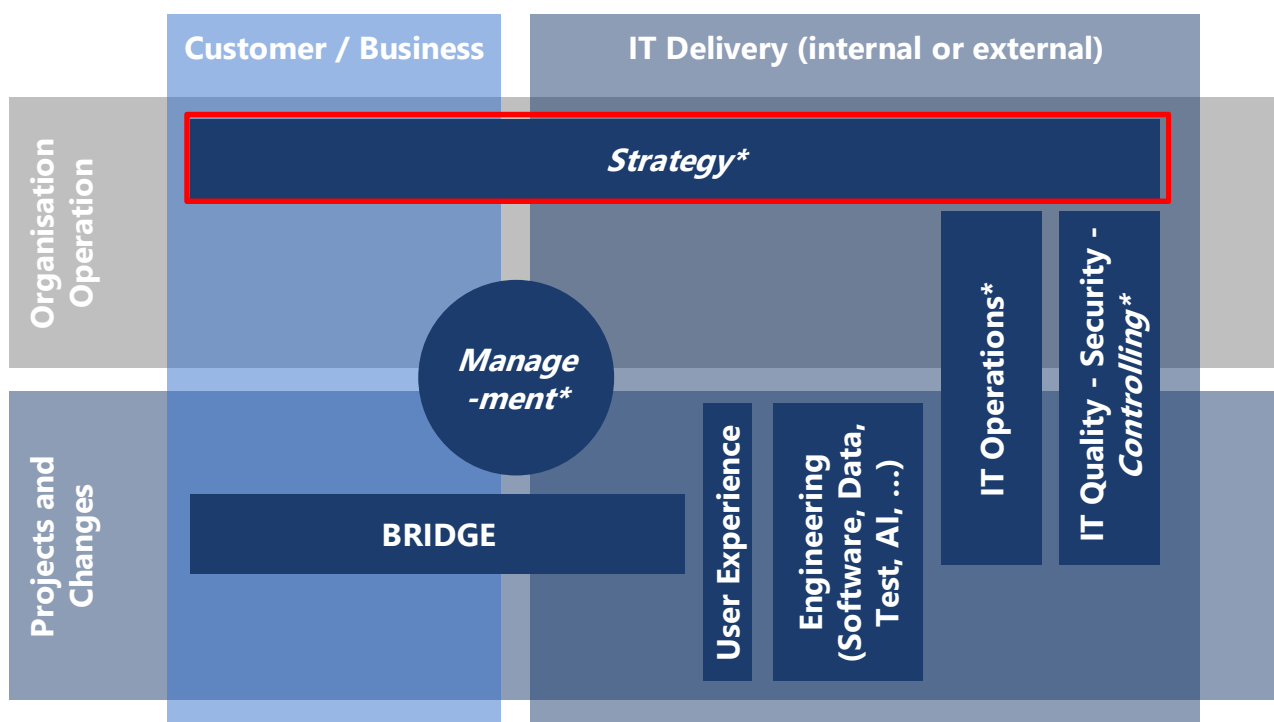 Customer / Business
IT Delivery (internal or external)
Organisation
Operation
Strategy*
Manage
-ment*
IT Operations*
IT Quality - Security -
Controlling*
Projects and
Changes
BRIDGE
User Experience
Engineering
(Software, Data,
Test, AI, ...)